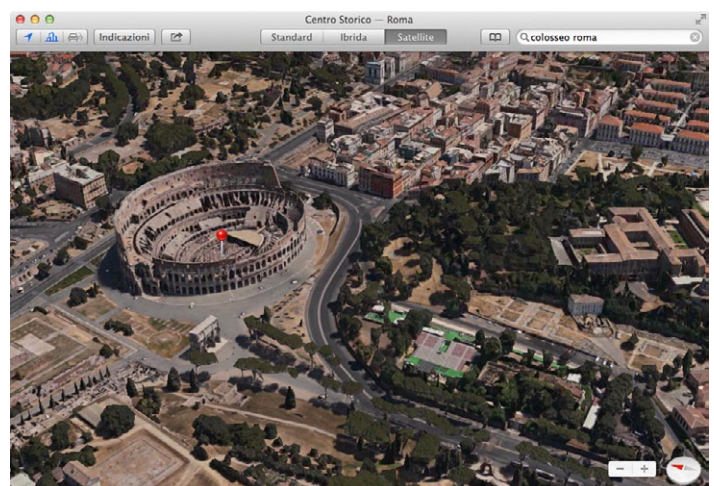 Centro Storico — Roma
Indicazioni Standard Ibrida Satellite colosseo roma